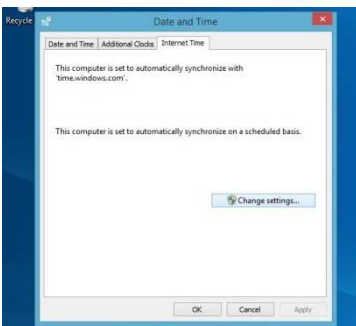 Recycle
Date and Time
Date and Time Additional Clocks Internet Time
This computer is set to automatically synchronize with
'time.windows.com'.
This computer is set to automatically synchronize on a scheduled basis.
Change settings...
OK Cancel Apply